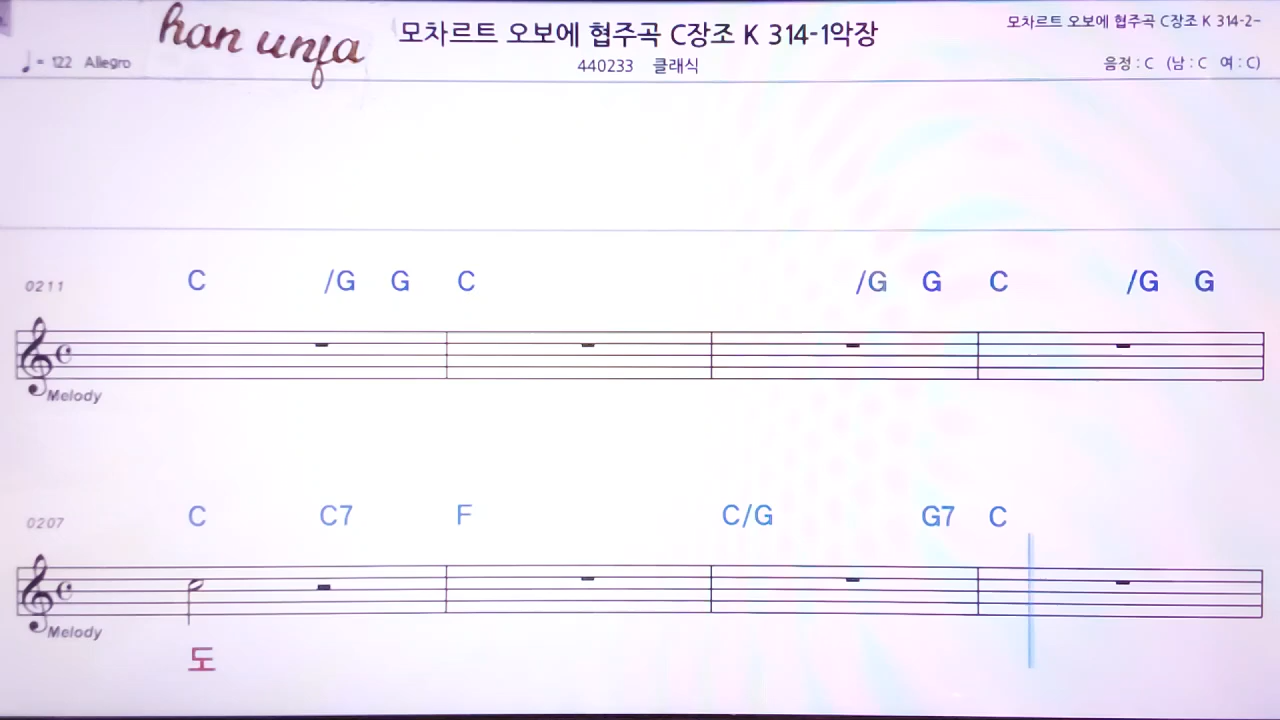 han unfa
모차르트 오보에 협주곡 C장조 K 314-1악장
모차르트 오보에 협주곡 C장조 K 314-2-
♩ = 122 Allegro
440233 클래식
음정 : C (남 : C 여 : C)
0211 C /G G C /G G C /G G
Melody
0207 C C7 F C/G G7 C
Melody
도